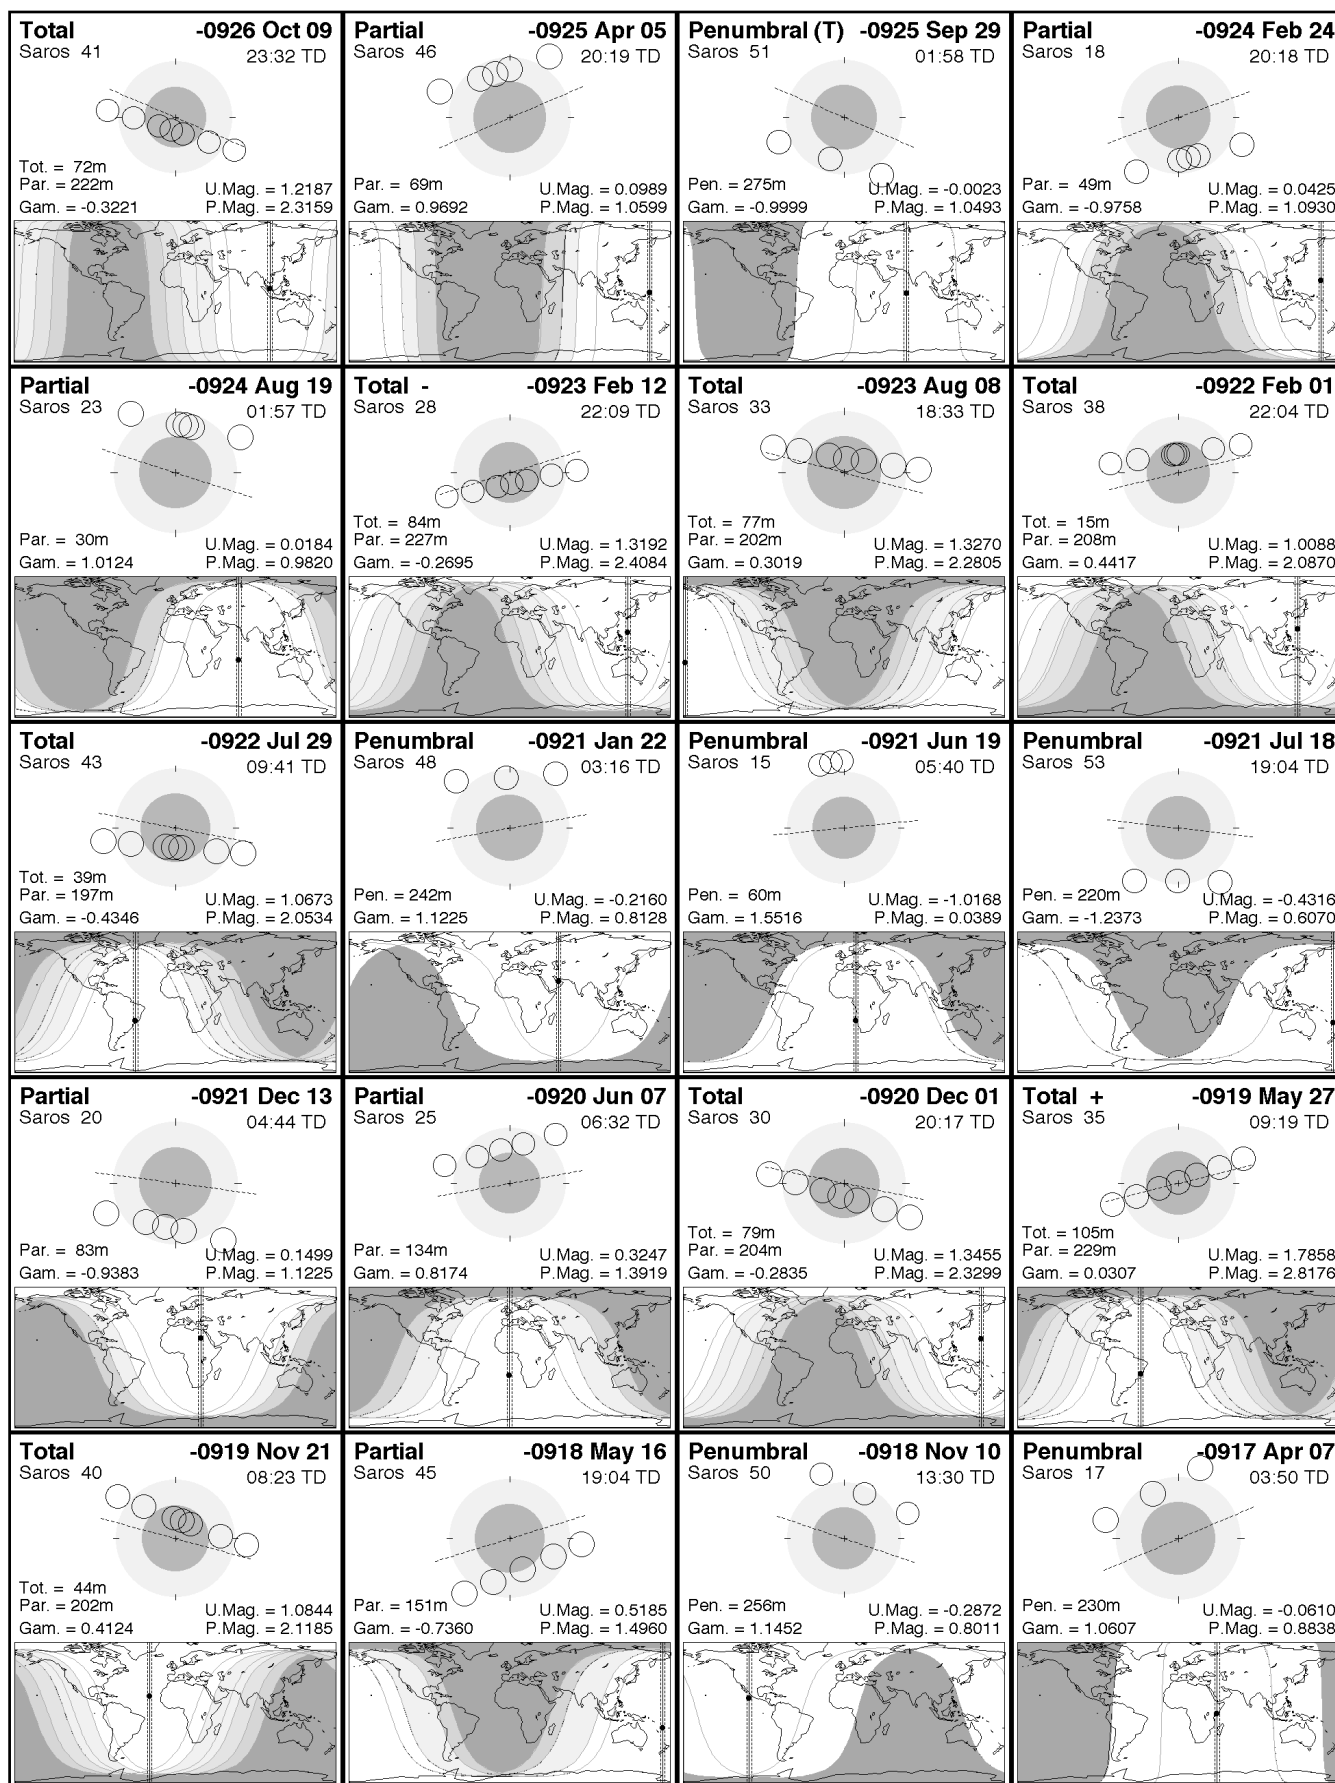 Total -0926 Oct 09
Saros 41 23:32 TD
Tot. = 72m
Par. = 222m U.Mag. = 1.2187
Gam. = -0.3221 P.Mag. = 2.3159
Partial -0925 Apr 05
Saros 46 20:19 TD
Par. = 69m U.Mag. = 0.0989
Gam. = 0.9692 P.Mag. = 1.0599
Penumbral (T) -0925 Sep 29
Saros 51 01:58 TD
Pen. = 275m U.Mag. = -0.0023
Gam. = -0.9999 P.Mag. = 1.0493
Partial -0924 Feb 24
Saros 18 20:18 TD
Par. = 49m U.Mag. = 0.0425
Gam. = -0.9758 P.Mag. = 1.0930
Partial -0924 Aug 19
Saros 23 01:57 TD
Par. = 30m U.Mag. = 0.0184
Gam. = 1.0124 P.Mag. = 0.9820
Total - -0923 Feb 12
Saros 28 22:09 TD
Tot. = 84m
Par. = 227m U.Mag. = 1.3192
Gam. = -0.2695 P.Mag. = 2.4084
Total -0923 Aug 08
Saros 33 18:33 TD
Tot. = 77m
Par. = 202m U.Mag. = 1.3270
Gam. = 0.3019 P.Mag. = 2.2805
Total -0922 Feb 01
Saros 38 22:04 TD
Tot. = 15m
Par. = 208m U.Mag. = 1.0088
Gam. = 0.4417 P.Mag. = 2.0870
Total -0922 Jul 29
Saros 43 09:41 TD
Tot. = 39m
Par. = 197m U.Mag. = 1.0673
Gam. = -0.4346 P.Mag. = 2.0534
Penumbral -0921 Jan 22
Saros 48 03:16 TD
Pen. = 242m U.Mag. = -0.2160
Gam. = 1.1225 P.Mag. = 0.8128
Penumbral -0921 Jun 19
Saros 15 05:40 TD
Pen. = 60m U.Mag. = -1.0168
Gam. = 1.5516 P.Mag. = 0.0389
Penumbral -0921 Jul 18
Saros 53 19:04 TD
Pen. = 220m U.Mag. = -0.4316
Gam. = -1.2373 P.Mag. = 0.6070
Partial -0921 Dec 13
Saros 20 04:44 TD
Par. = 83m U.Mag. = 0.1499
Gam. = -0.9383 P.Mag. = 1.1225
Partial -0920 Jun 07
Saros 25 06:32 TD
Par. = 134m U.Mag. = 0.3247
Gam. = 0.8174 P.Mag. = 1.3919
Total -0920 Dec 01
Saros 30 20:17 TD
Tot. = 79m
Par. = 204m U.Mag. = 1.3455
Gam. = -0.2835 P.Mag. = 2.3299
Total + -0919 May 27
Saros 35 09:19 TD
Tot. = 105m
Par. = 229m U.Mag. = 1.7858
Gam. = 0.0307 P.Mag. = 2.8176
Total -0919 Nov 21
Saros 40 08:23 TD
Tot. = 44m
Par. = 202m U.Mag. = 1.0844
Gam. = 0.4124 P.Mag. = 2.1185
Partial -0918 May 16
Saros 45 19:04 TD
Par. = 151m U.Mag. = 0.5185
Gam. = -0.7360 P.Mag. = 1.4960
Penumbral -0918 Nov 10
Saros 50 13:30 TD
Pen. = 256m U.Mag. = -0.2872
Gam. = 1.1452 P.Mag. = 0.8011
Penumbral -0917 Apr 07
Saros 17 03:50 TD
Pen. = 230m U.Mag. = -0.0610
Gam. = 1.0607 P.Mag. = 0.8838